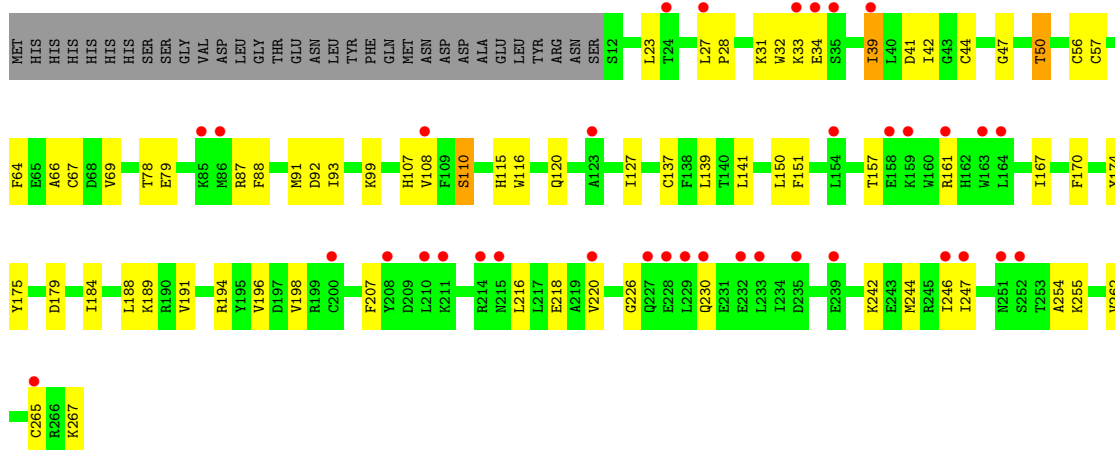 MET HIS HIS HIS HIS HIS HIS SER SER GLY VAL ASP LEU GLY THR GLU ASN LEU TYR PHE GLN MET ASN ASP ASP ALA GLU LEU TYR ARG ASN SER S12 L23 T24 L27 P28 K31 W32 K33 E34 S35 I39 L40 D41 I42 G43 C44 G47 T50 C56 C57
F64 E65 A66 C67 D68 V69 T78 E79 K85 M86 R87 F88 M91 D92 I93 K99 H107 V108 F109 S110 H115 W116 Q120 A123 I127 C137 F138 L139 T140 L141 L150 F151 L154 T157 E158 K159 W160 R161 H162 W163 L164 I167 F170
Y175 D179 I184 L188 K189 R190 V191 R194 Y195 V196 D197 V198 R199 C200 F207 Y208 D209 L210 K211 R214 N215 L216 L217 E218 A219 V220 G226 Q227 E228 L229 Q230 E231 E232 L233 I234 D235 E239 K242 E243 M244 R245 I246 I247 N251 S252 T253 A254 K255
C265 R266 K267